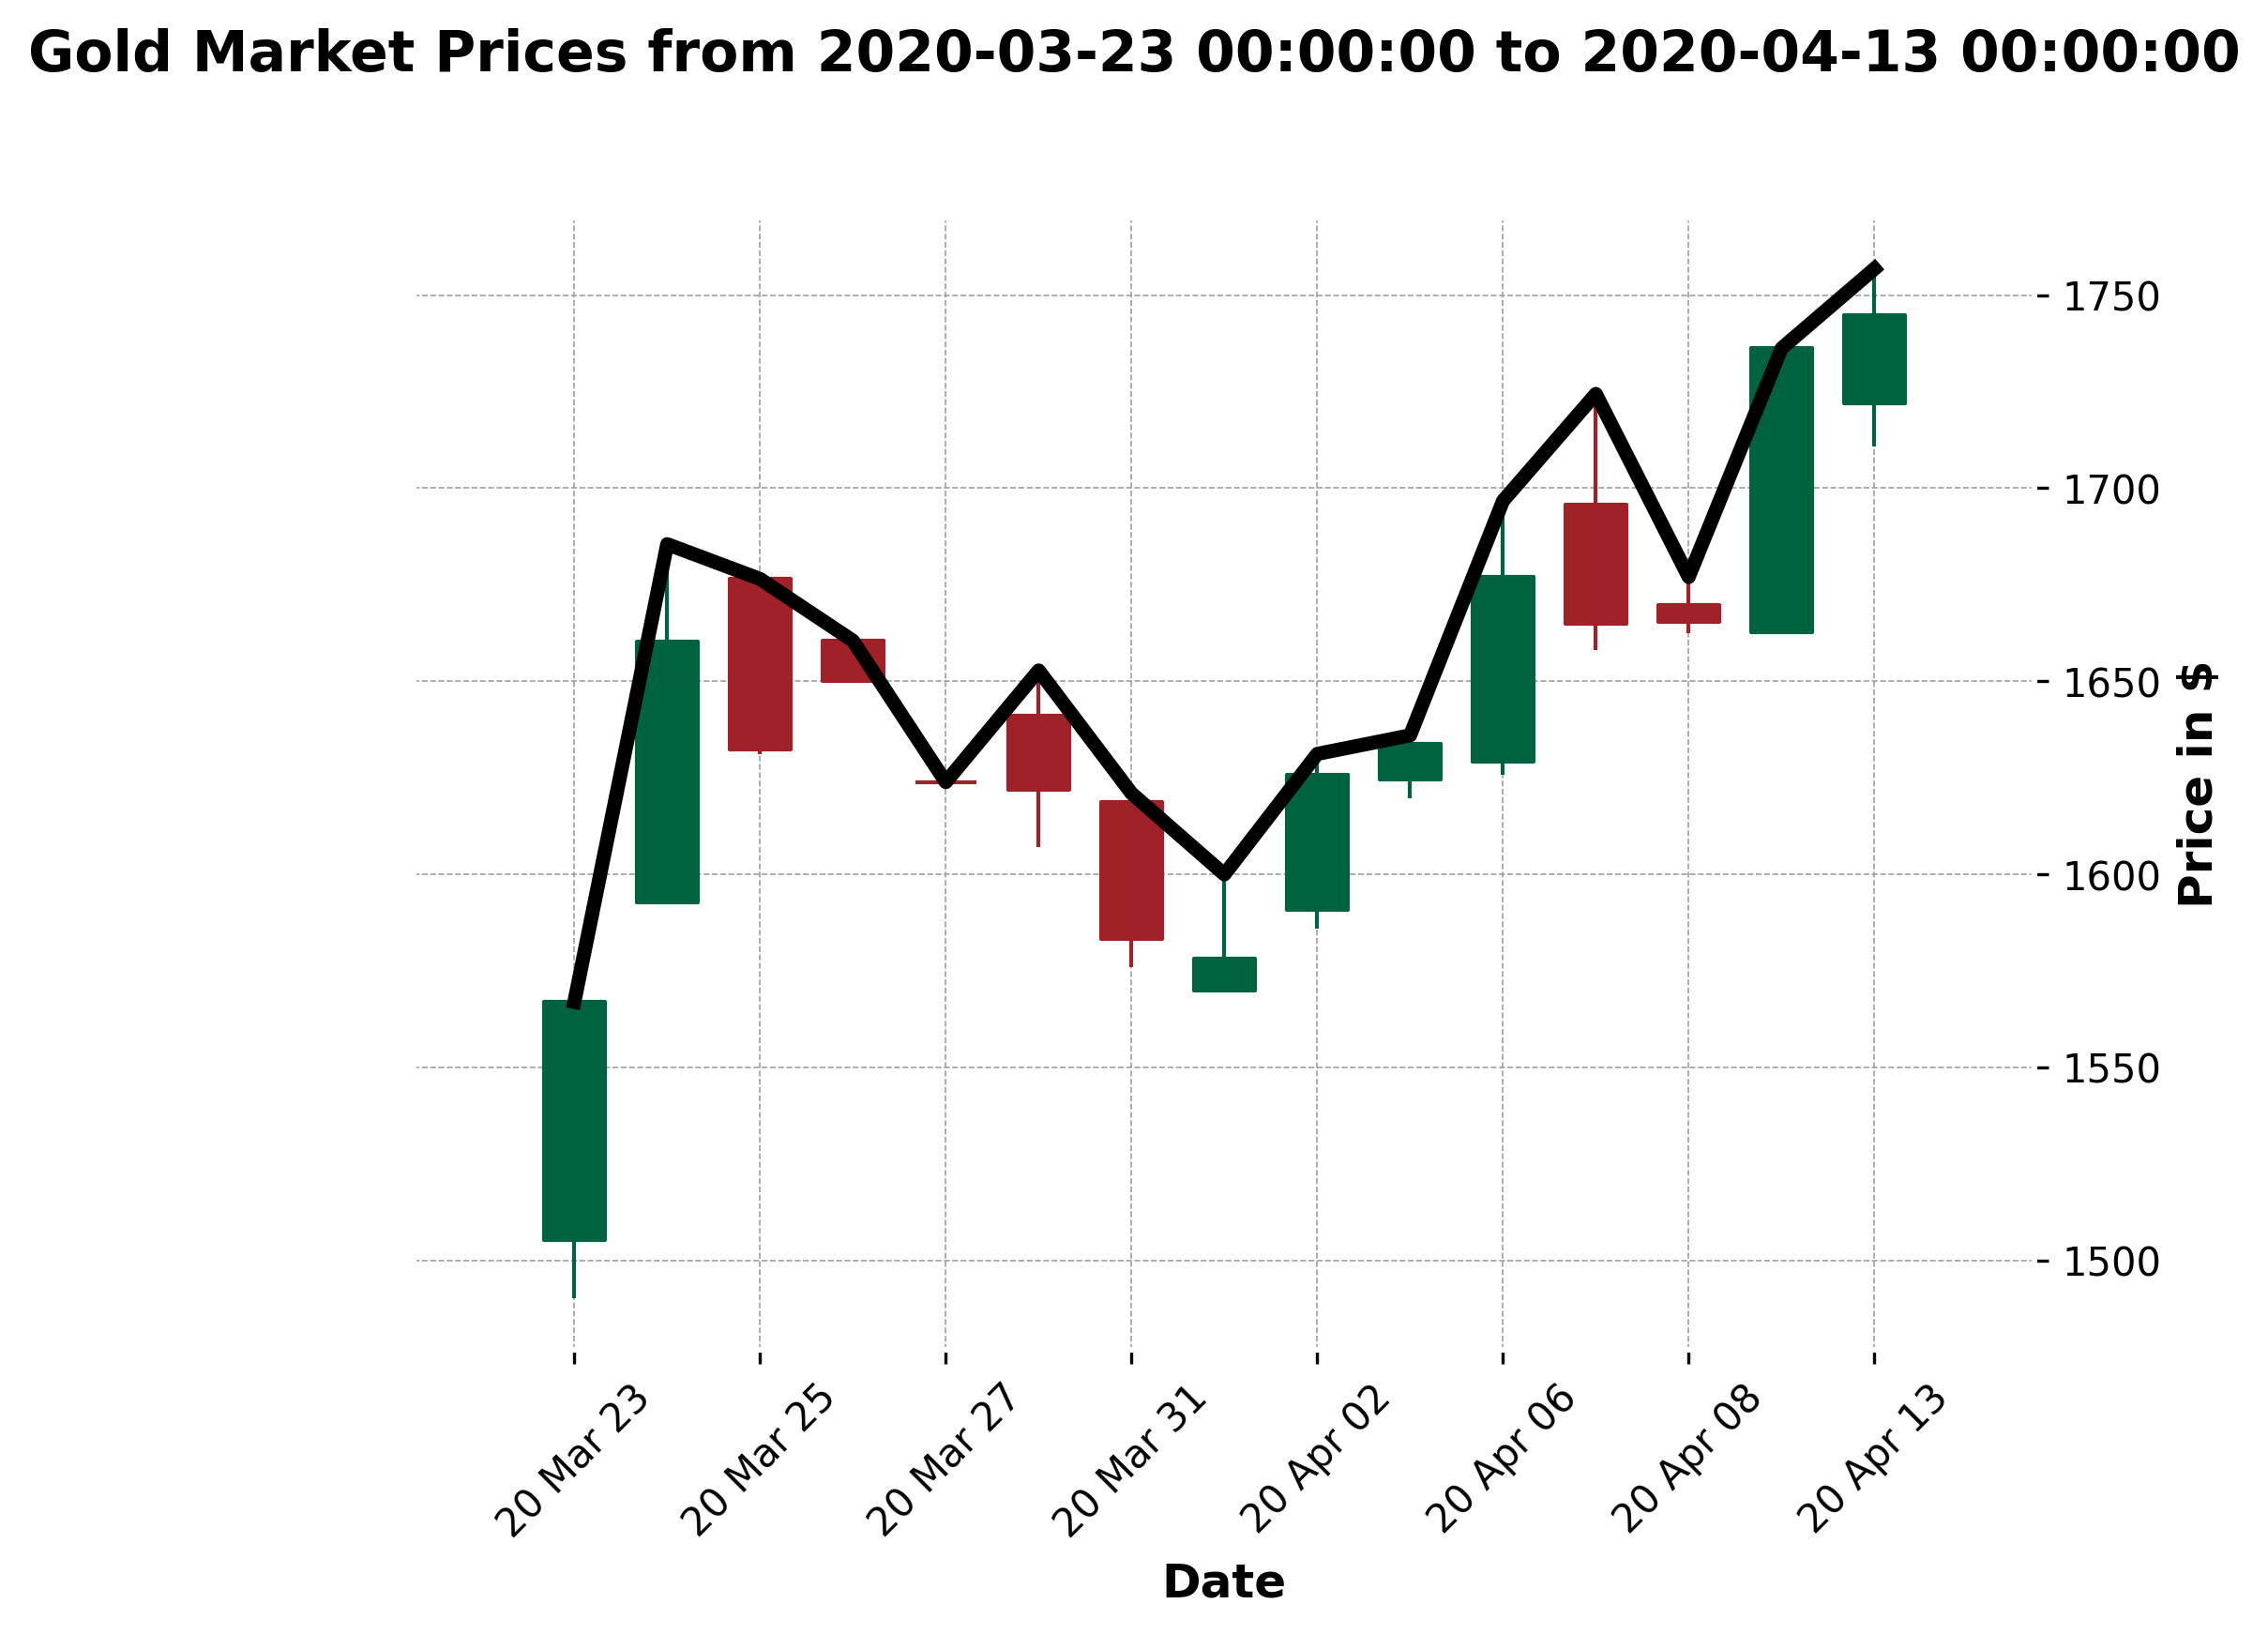 Gold Market Prices from 2020-03-23 00:00:00 to 2020-04-13 00:00:00
1750
1700
1650
1600
1550
1500
Price in $
20 Mar 23
20 Mar 25
20 Mar 27
20 Mar 31
20 Apr 02
20 Apr 06
20 Apr 08
20 Apr 13
Date